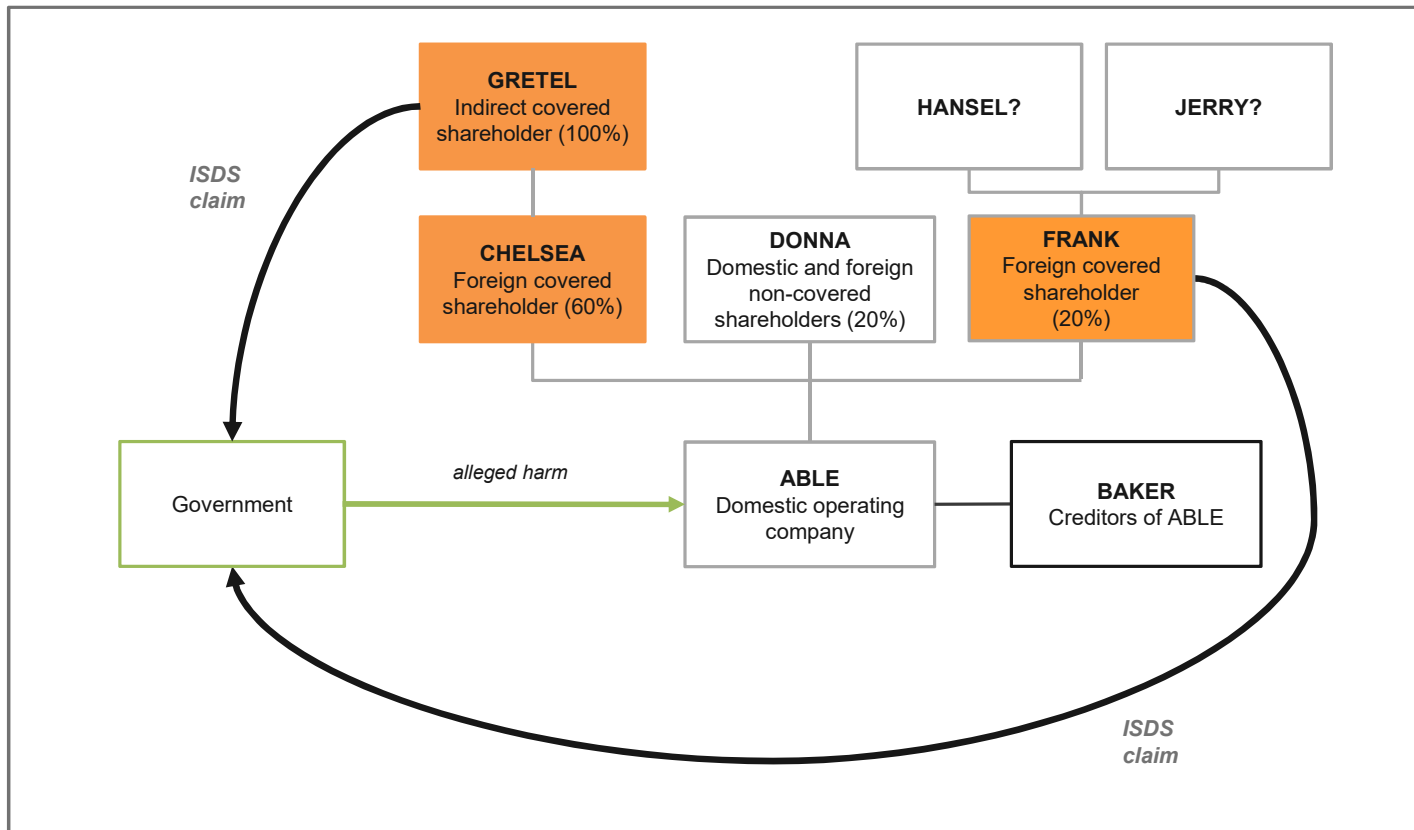 GRETEL
Indirect covered
shareholder (100%)
HANSEL?
JERRY?
ISDS
claim
CHELSEA
Foreign covered
shareholder (60%)
DONNA
Domestic and foreign
non-covered
shareholders (20%)
FRANK
Foreign covered
shareholder
(20%)
Government
alleged harm
ABLE
Domestic operating
company
BAKER
Creditors of ABLE
ISDS
claim